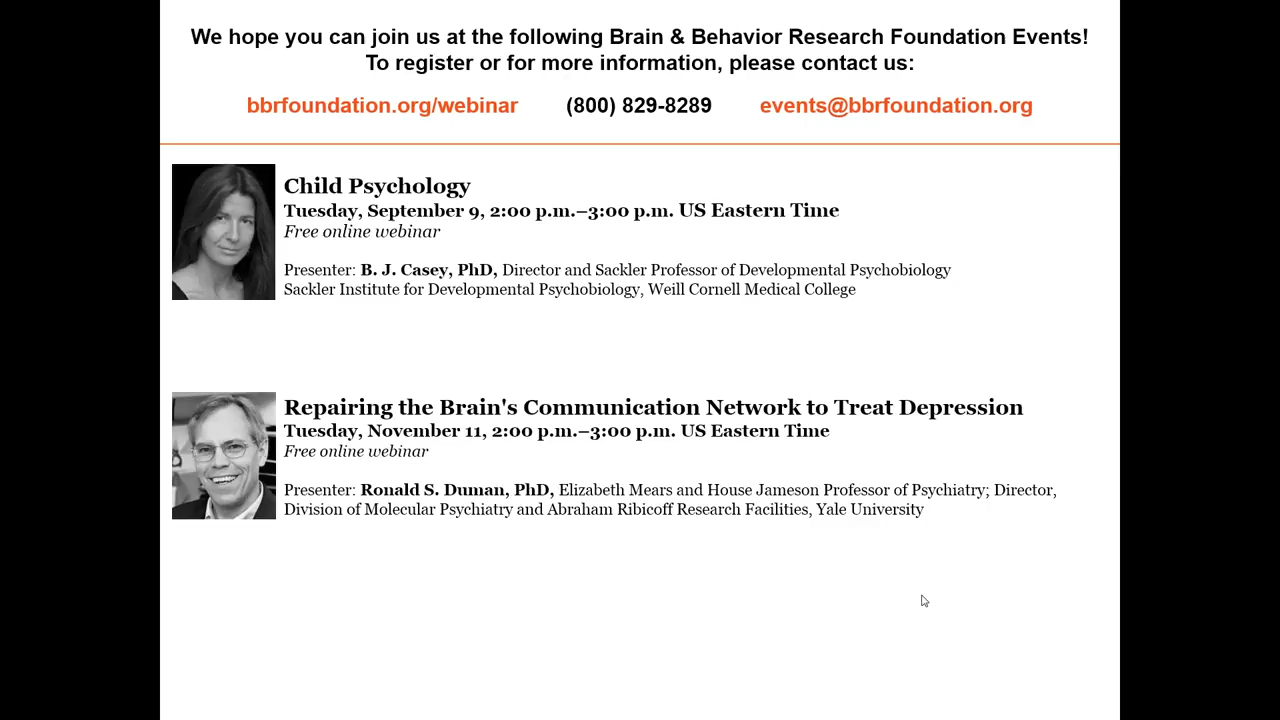 We hope you can join us at the following Brain & Behavior Research Foundation Events!
To register or for more information, please contact us:
bbrfoundation.org/webinar (800) 829-8289 events@bbrfoundation.org
Child Psychology
Tuesday, September 9, 2:00 p.m.–3:00 p.m. US Eastern Time
Free online webinar
Presenter: B. J. Casey, PhD, Director and Sackler Professor of Developmental Psychobiology
Sackler Institute for Developmental Psychobiology, Weill Cornell Medical College
Repairing the Brain's Communication Network to Treat Depression
Tuesday, November 11, 2:00 p.m.–3:00 p.m. US Eastern Time
Free online webinar
Presenter: Ronald S. Duman, PhD, Elizabeth Mears and House Jameson Professor of Psychiatry; Director,
Division of Molecular Psychiatry and Abraham Ribicoff Research Facilities, Yale University